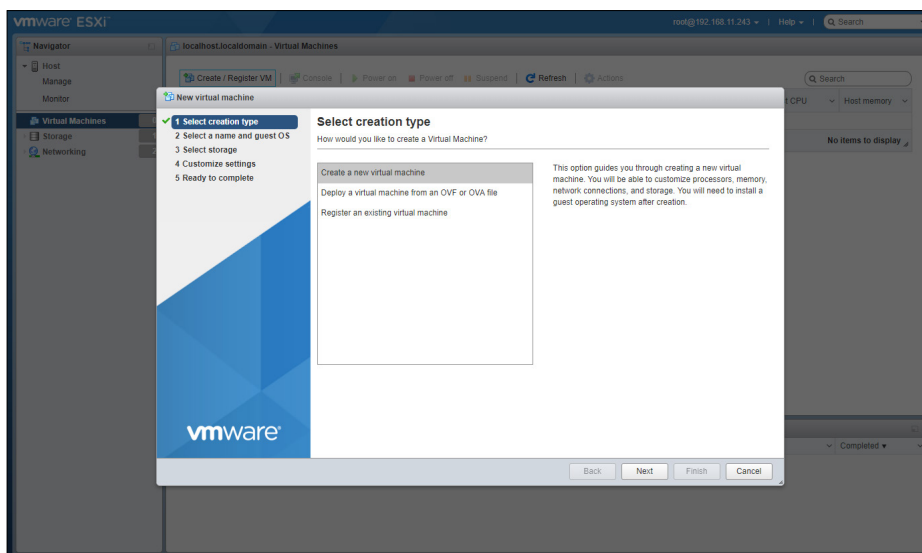 vmware ESXi™
root@192.168.11.243 | Help | Search
Navigator
localhost.localdomain - Virtual Machines
Host
Manage
Monitor
Virtual Machines
Storage
Networking
Create / Register VM | Console | Power on Power off Suspend | Refresh | Actions
Search
t CPU Host memory
No items to display
New virtual machine
1 Select creation type
2 Select a name and guest OS
3 Select storage
4 Customize settings
5 Ready to complete
vmware®
Select creation type
How would you like to create a Virtual Machine?
Create a new virtual machine
Deploy a virtual machine from an OVF or OVA file
Register an existing virtual machine
This option guides you through creating a new virtual
machine. You will be able to customize processors, memory,
network connections, and storage. You will need to install a
guest operating system after creation.
Completed
Back Next Finish Cancel